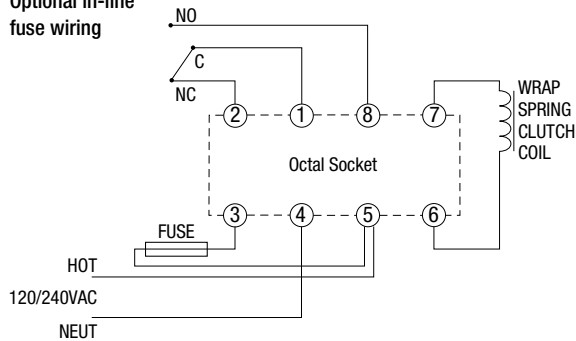 Optional in-line
fuse wiring
NO
C
NC
2
1
8
7
WRAP
SPRING
CLUTCH
COIL
Octal Socket
3
4
5
6
FUSE
HOT
120/240VAC
NEUT